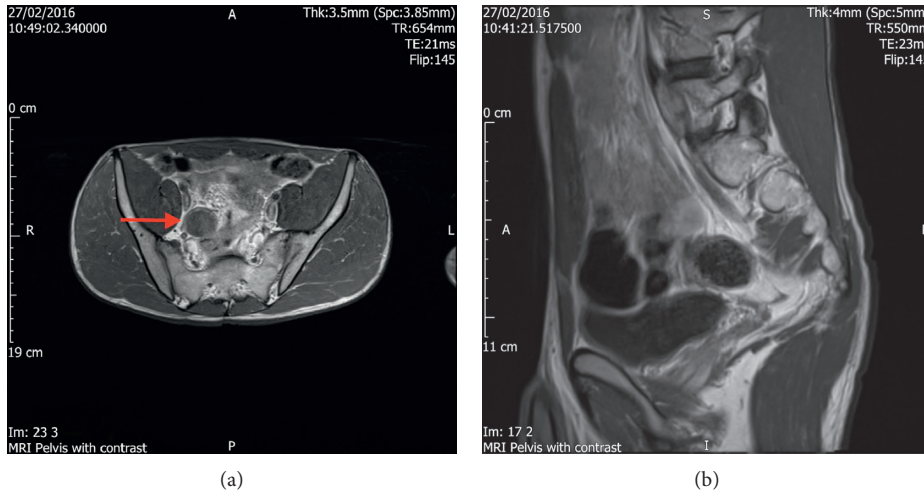 27/02/2016
10:49:02.340000
A
Thk:3.5mm (Spc:3.85mm)
TR:654mm
TE:21ms
Flip:145
0 cm
R
L
19 cm
Im: 23 3
MRI Pelvis with contrast
P
(a)
27/02/2016
10:41:21.517500
S
Thk:4mm (Spc:5mm
TR:550mm
TE:23m
Flip:14
0 cm
A
11 cm
Im: 17 2
MRI Pelvis with contrast
I
(b)